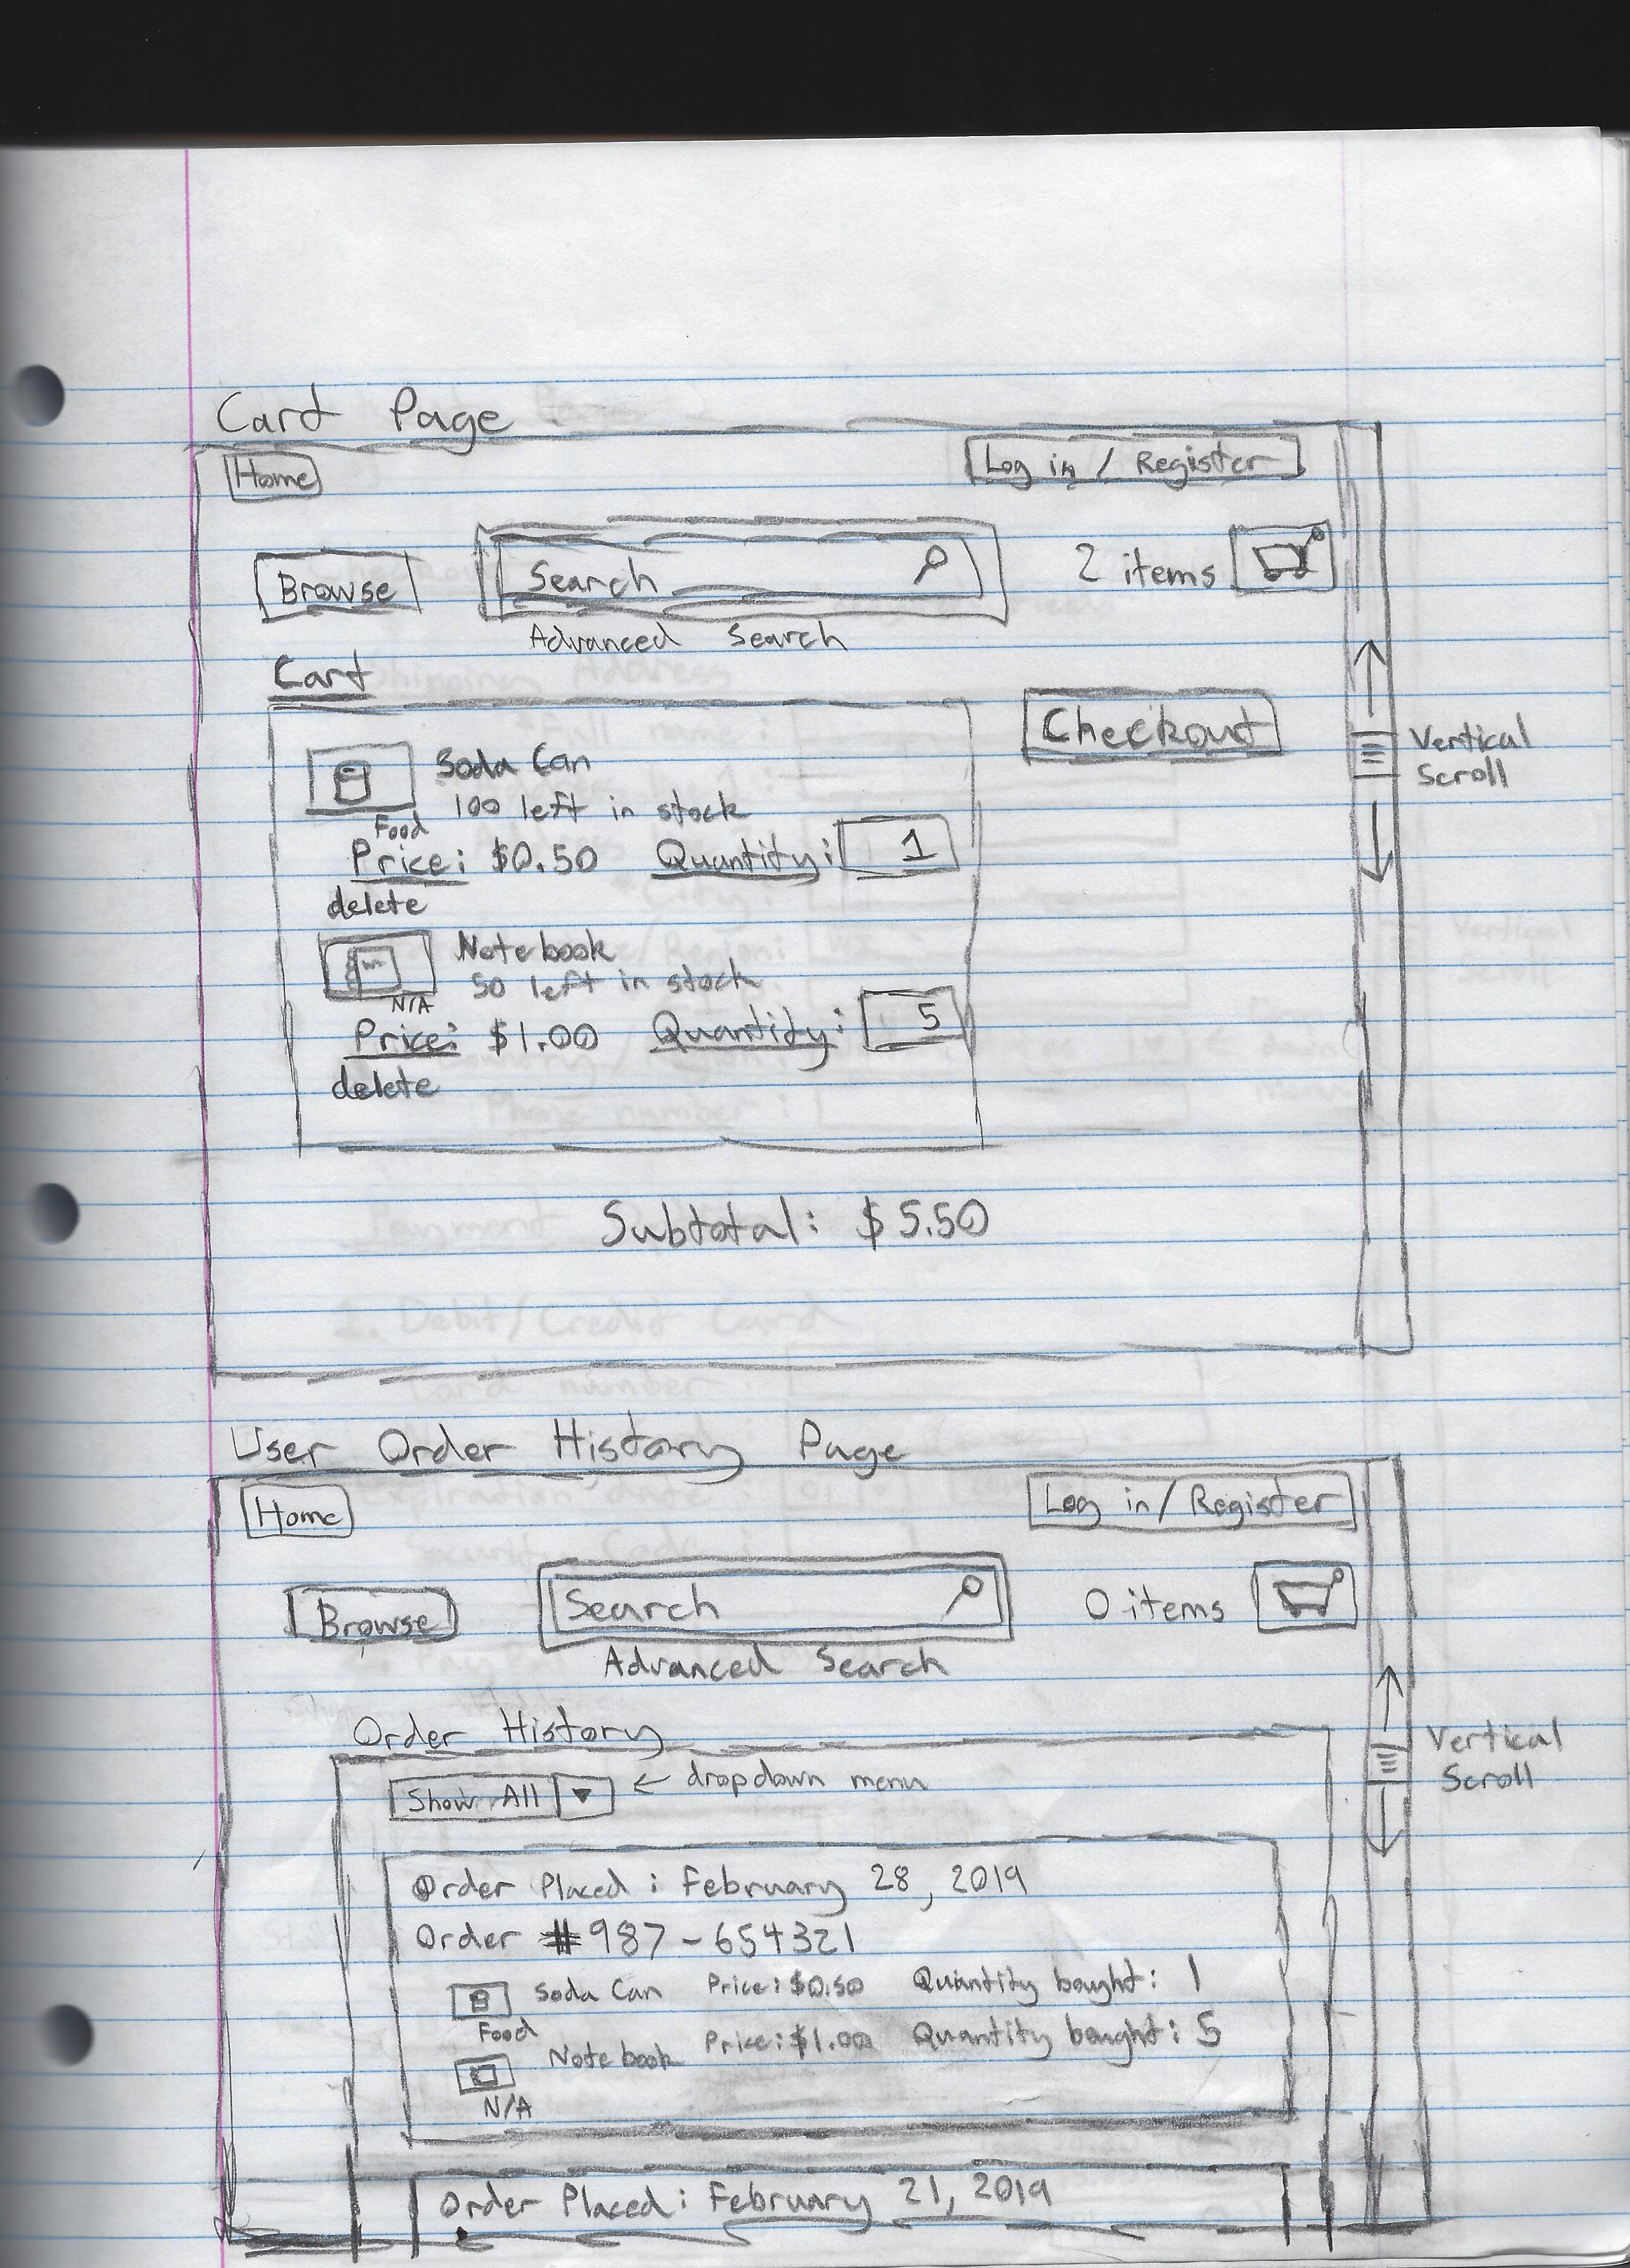 Card Page
Home
Log in / Register
Browse
Search
2 items
Advanced Search
Cart
Checkout
Soda Can
100 left in stock
Food
Price: $0.50 Quantity: 1
delete
Vertical
Scroll
Notebook
50 left in stock
N/A
Price: $1.00 Quantity: 5
delete
Subtotal: $5.50
User Order History Page
Home
Log in / Register
Browse
Search
0 items
Advanced Search
Order History
Show All
← dropdown menu
Vertical
Scroll
Order Placed: February 28, 2019
Order #987-654321
Soda Can Price: $0.50 Quantity bought: 1
Food
Notebook Price: $1.00 Quantity bought: 5
N/A
Order Placed: February 21, 2019